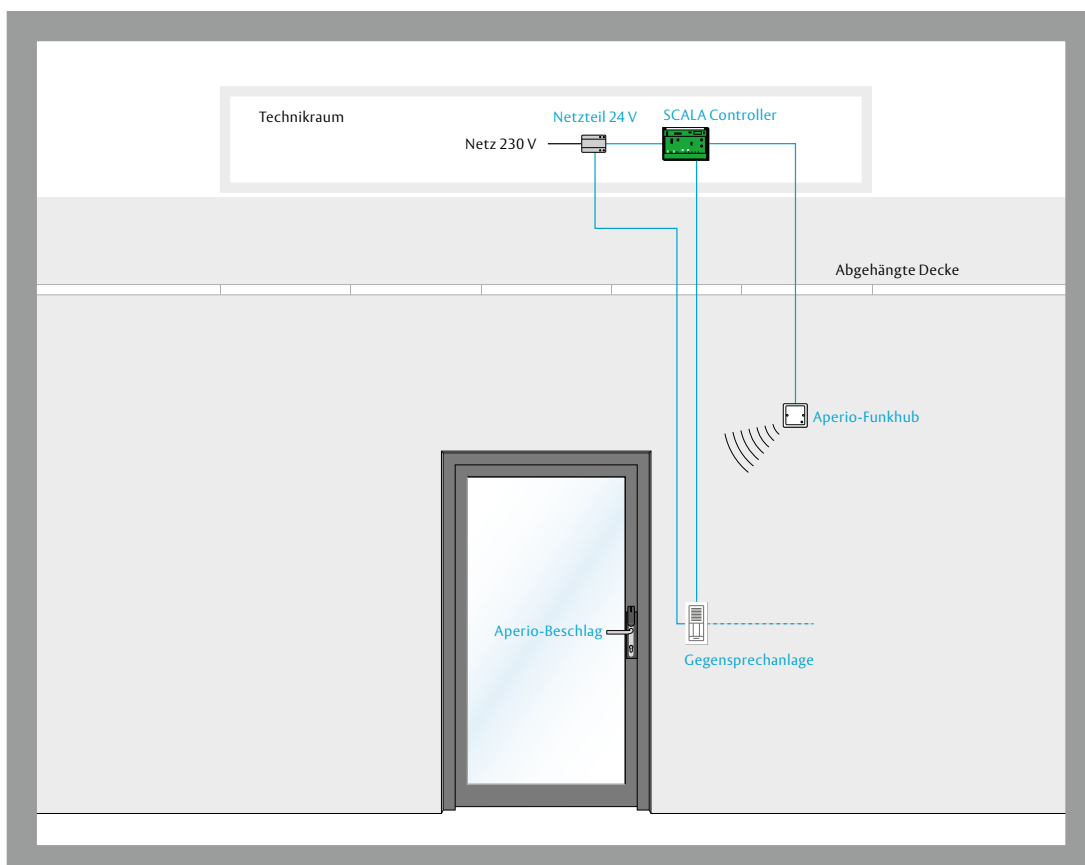 Technikraum
Netzteil 24 V
SCALA Controller
Netz 230 V
Abgehängte Decke
Aperio-Funkhub
Aperio-Beschlag
Gegensprechanlage